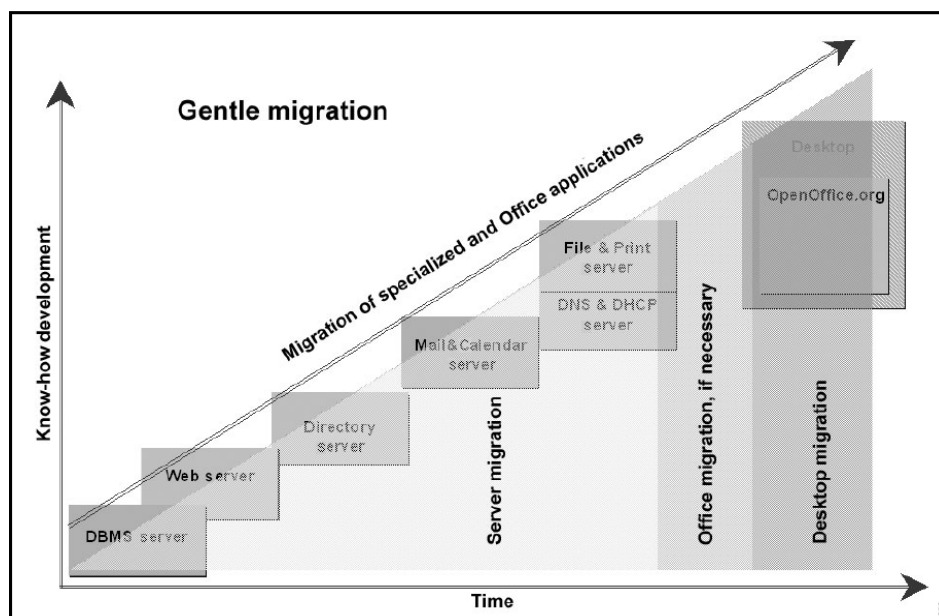 Gentle migration
Know-how development
Migration of specialized and Office applications
Desktop
OpenOffice.org
File & Print
server
DNS & DHCP
server
Mail&Calendar
server
Directory
server
Web server
DBMS server
Server migration
Office migration, if necessary
Desktop migration
Time